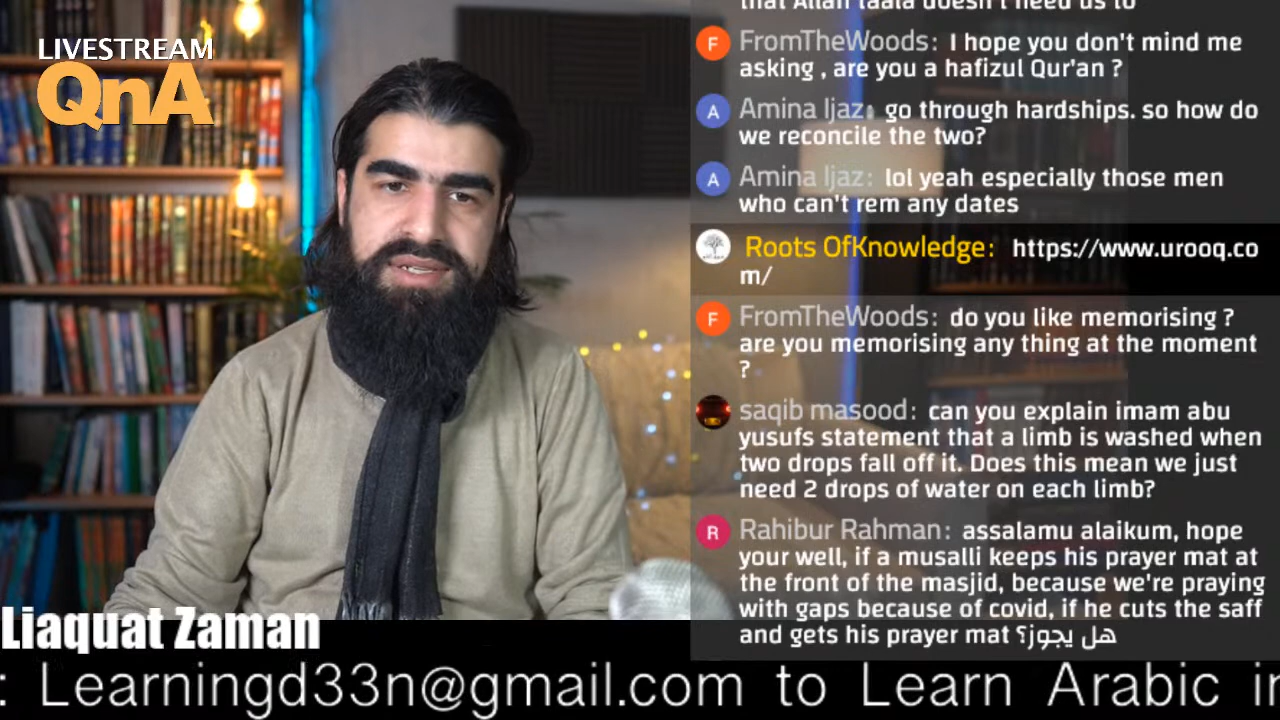 LIVESTREAM
QnA
that Allah taala doesn't need us to
F FromTheWoods: I hope you don't mind me
asking , are you a hafizul Qur'an ?
A Amina Ijaz: go through hardships. so how do
we reconcile the two?
A Amina Ijaz: lol yeah especially those men
who can't rem any dates
Roots OfKnowledge: https://www.urooq.co
m/
F FromTheWoods: do you like memorising ?
are you memorising any thing at the moment
?
saqib masood: can you explain imam abu
yusufs statement that a limb is washed when
two drops fall off it. Does this mean we just
need 2 drops of water on each limb?
R Rahibur Rahman: assalamu alaikum, hope
your well, if a musalli keeps his prayer mat at
the front of the masjid, because we're praying
with gaps because of covid, if he cuts the saff
and gets his prayer mat هل يجوز؟
Liaquat Zaman
: Learningd33n@gmail.com to Learn Arabic in